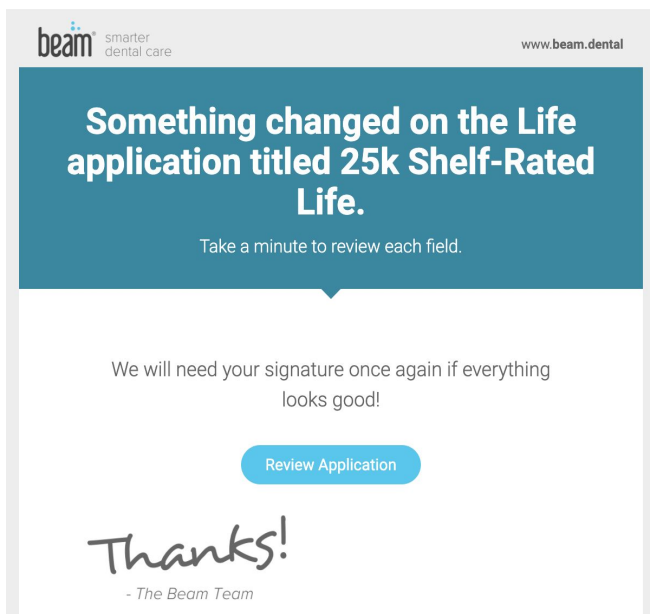 beam® smarter
dental care
www.beam.dental
Something changed on the Life
application titled 25k Shelf-Rated
Life.
Take a minute to review each field.
We will need your signature once again if everything
looks good!
Review Application
Thanks!
- The Beam Team